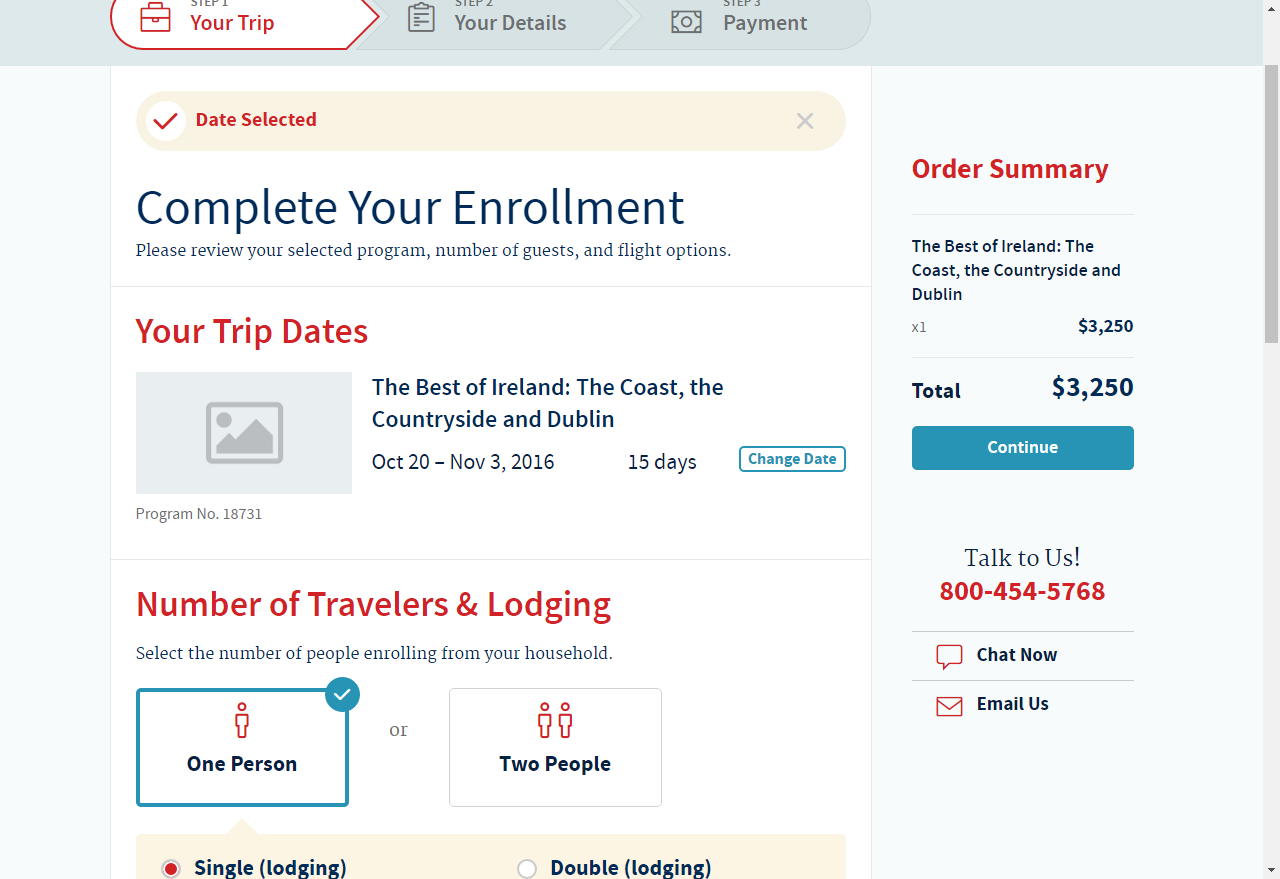 STEP 1
Your Trip
STEP 2
Your Details
STEP 3
Payment
Date Selected
Complete Your Enrollment
Please review your selected program, number of guests, and flight options.
Your Trip Dates
The Best of Ireland: The Coast, the
Countryside and Dublin
Oct 20 – Nov 3, 2016
15 days
Change Date
Program No. 18731
Number of Travelers & Lodging
Select the number of people enrolling from your household.
One Person
or
Two People
Single (lodging)
Double (lodging)
Order Summary
The Best of Ireland: The
Coast, the Countryside and
Dublin
x1
$3,250
Total
$3,250
Continue
Talk to Us!
800-454-5768
Chat Now
Email Us